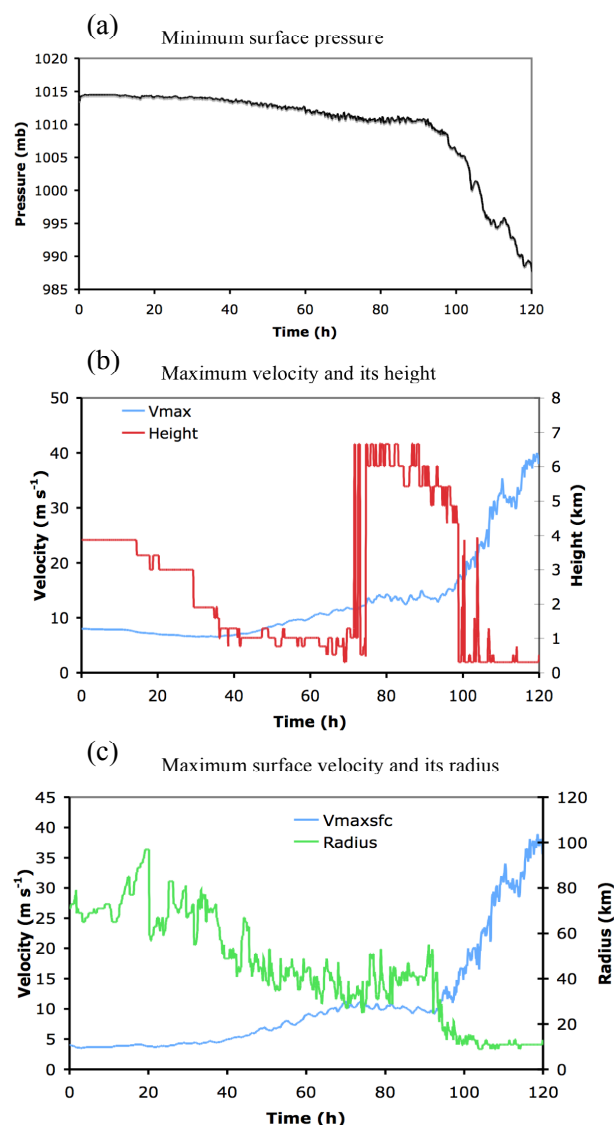 (a)
Minimum surface pressure
1020
1015
1010
1005
1000
995
990
985
Pressure (mb)
0 20 40 60 80 100 120
Time (h)
(b)
Maximum velocity and its height
50
40
30
20
10
0
Velocity (m s⁻¹)
Vmax
Height
8
7
6
5
4
3
2
1
0
Height (km)
0 20 40 60 80 100 120
Time (h)
(c)
Maximum surface velocity and its radius
45
40
35
30
25
20
15
10
5
0
Velocity (m s⁻¹)
Vmaxsfc
Radius
120
100
80
60
40
20
0
Radius (km)
0 20 40 60 80 100 120
Time (h)